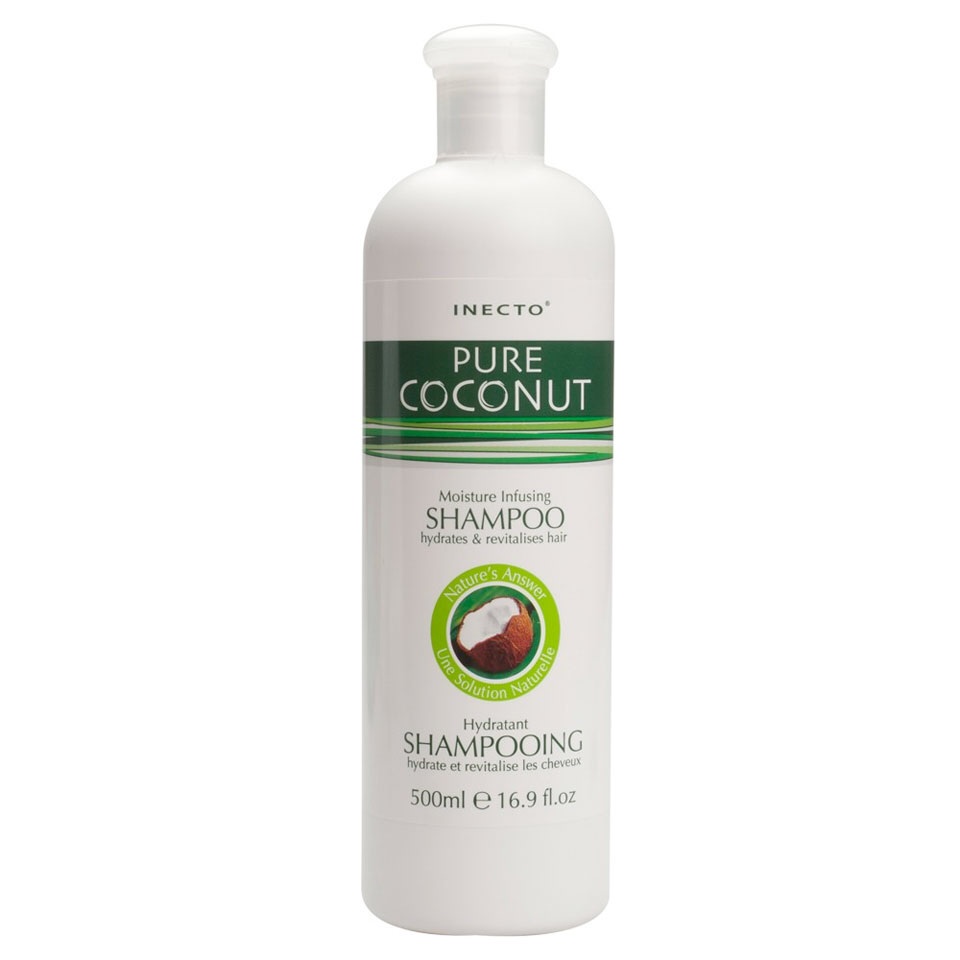 INECTO®
PURE
COCONUT
Moisture Infusing
SHAMPOO
hydrates & revitalises hair
Nature's Answer
Une Solution Naturelle
Hydratant
SHAMPOOING
hydrate et revitalise les cheveux
500ml ℮ 16.9 fl.oz